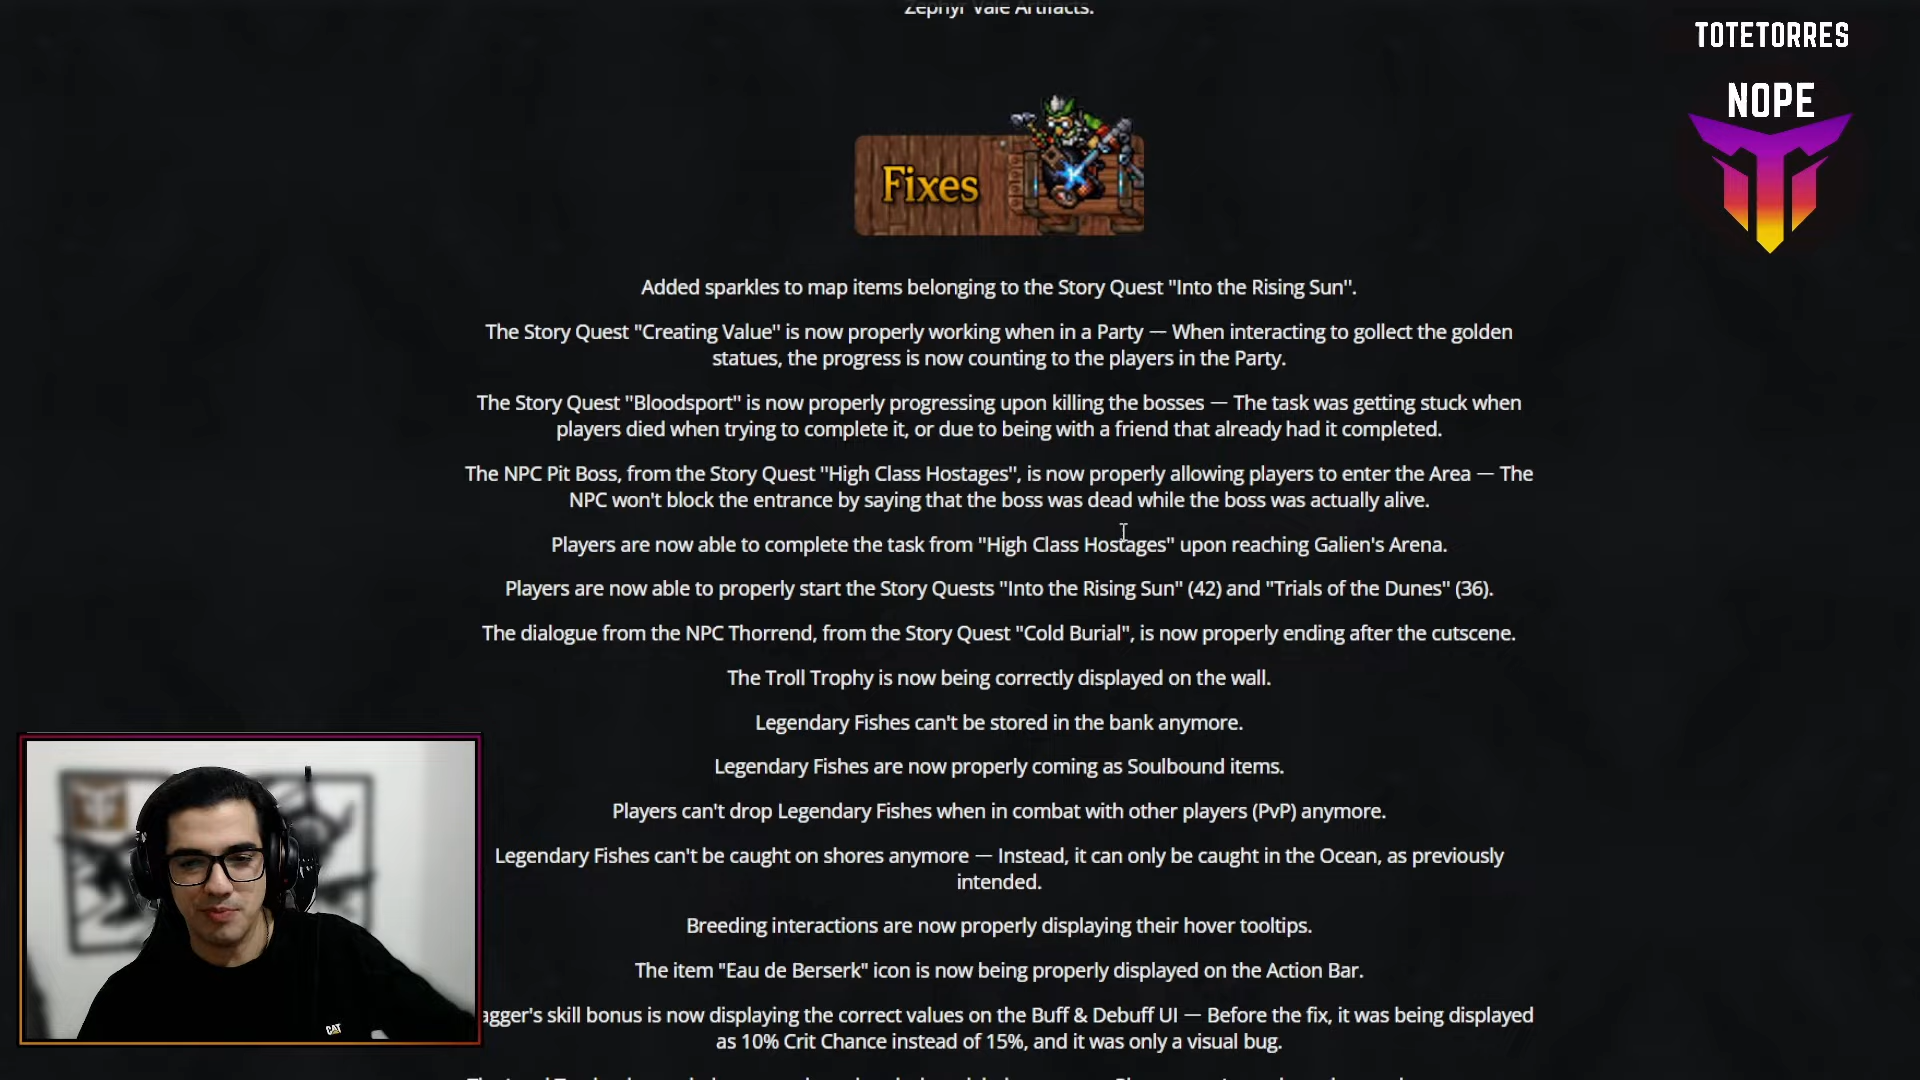 Zephyr Vale Artifacts.
TOTETORRES
NOPE
Fixes
Added sparkles to map items belonging to the Story Quest "Into the Rising Sun".
The Story Quest "Creating Value" is now properly working when in a Party — When interacting to gollect the golden
statues, the progress is now counting to the players in the Party.
The Story Quest "Bloodsport" is now properly progressing upon killing the bosses — The task was getting stuck when
players died when trying to complete it, or due to being with a friend that already had it completed.
The NPC Pit Boss, from the Story Quest "High Class Hostages", is now properly allowing players to enter the Area — The
NPC won't block the entrance by saying that the boss was dead while the boss was actually alive.
Players are now able to complete the task from "High Class Hostages" upon reaching Galien's Arena.
Players are now able to properly start the Story Quests "Into the Rising Sun" (42) and "Trials of the Dunes" (36).
The dialogue from the NPC Thorrend, from the Story Quest "Cold Burial", is now properly ending after the cutscene.
The Troll Trophy is now being correctly displayed on the wall.
Legendary Fishes can't be stored in the bank anymore.
Legendary Fishes are now properly coming as Soulbound items.
Players can't drop Legendary Fishes when in combat with other players (PvP) anymore.
Legendary Fishes can't be caught on shores anymore — Instead, it can only be caught in the Ocean, as previously
intended.
Breeding interactions are now properly displaying their hover tooltips.
The item "Eau de Berserk" icon is now being properly displayed on the Action Bar.
agger's skill bonus is now displaying the correct values on the Buff & Debuff UI — Before the fix, it was being displayed
as 10% Crit Chance instead of 15%, and it was only a visual bug.
CAT